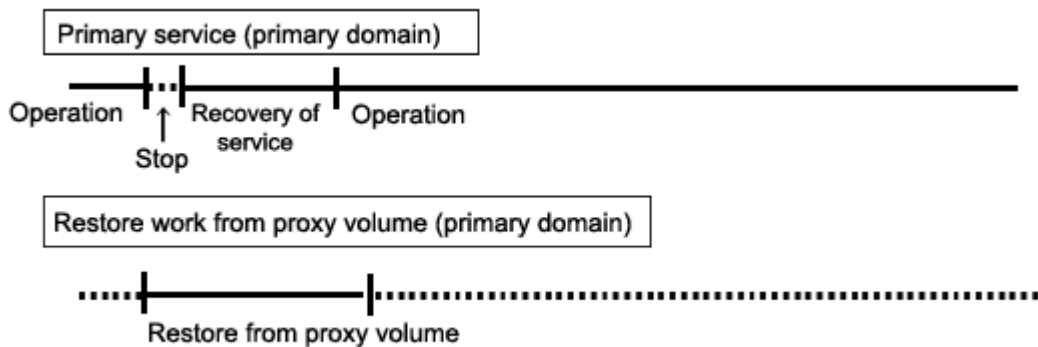 Primary service (primary domain)
Operation
Stop
Recovery of
service
Operation
Restore work from proxy volume (primary domain)
Restore from proxy volume